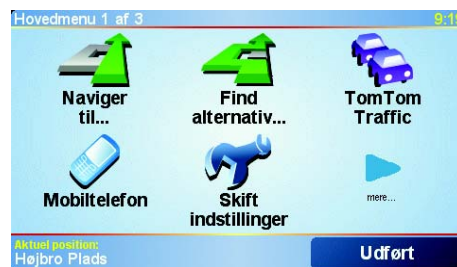 Hovedmenu 1 af 3
9:19
Naviger
til...
Find
alternativ...
TomTom
Traffic
Mobiltelefon
Skift
indstillinger
mere...
Aktuel position:
Højbro Plads
Udført